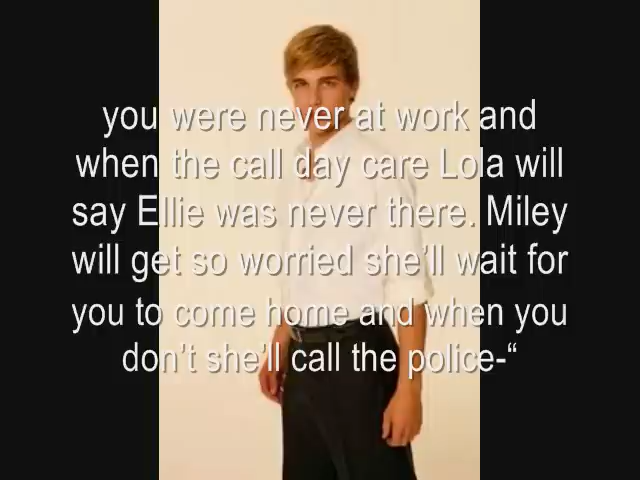 you were never at work and
when the call day care Lola will
say Ellie was never there. Miley
will get so worried she’ll wait for
you to come home and when you
don’t she’ll call the police-“